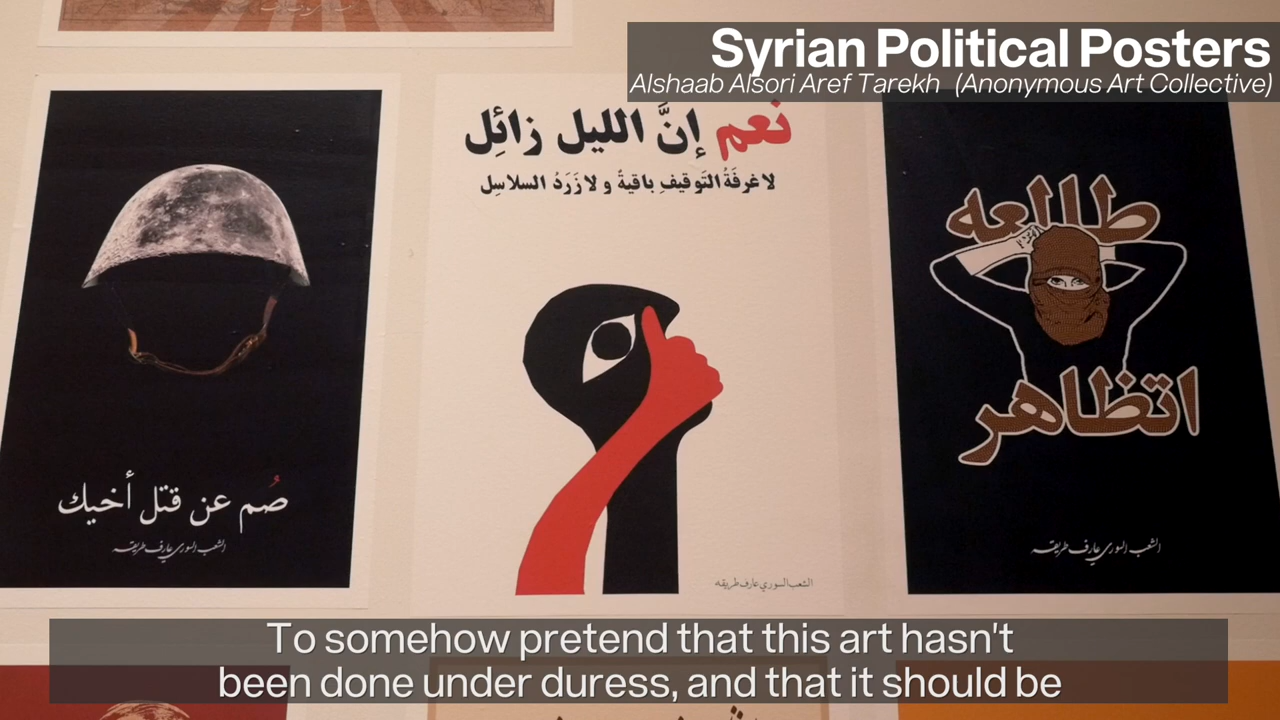 Syrian Political Posters
Alshaab Alsori Aref Tarekh (Anonymous Art Collective)
صُم عن قتل أخيك
الشعب السوري عارف طريقه
نعم إنَّ الليل زائِل
لا غرفَةُ التَوقيفِ باقيةُ و لا زَرَدُ السلاسِل
الشعب السوري عارف طريقه
طالعه
اتظاهر
الشعب السوري عارف طريقه
To somehow pretend that this art hasn't
been done under duress, and that it should be